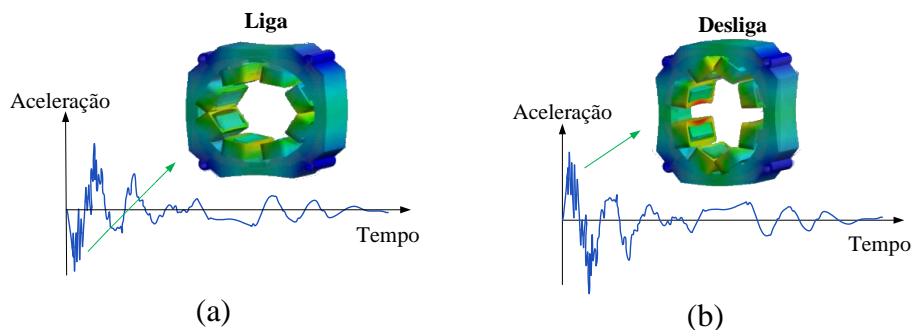 Liga
Aceleração
Tempo
(a)
Desliga
Aceleração
Tempo
(b)